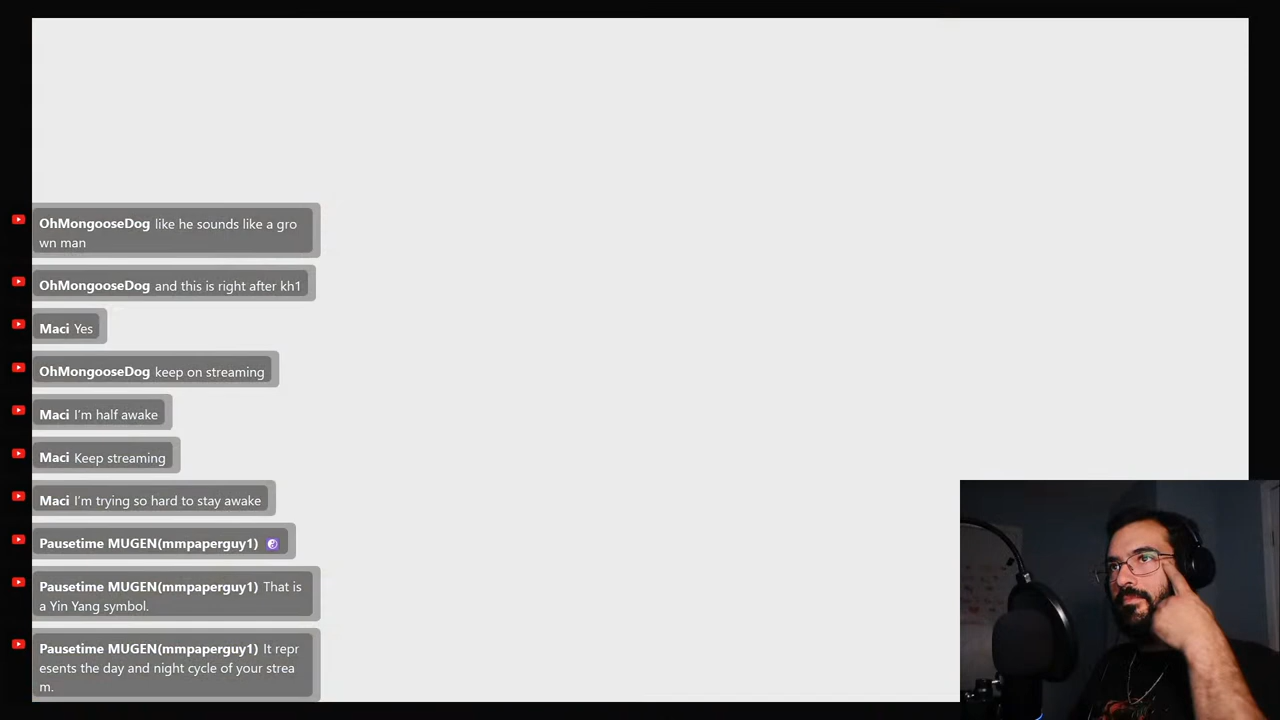 OhMongooseDog like he sounds like a gro
wn man
OhMongooseDog and this is right after kh1
Maci Yes
OhMongooseDog keep on streaming
Maci I'm half awake
Maci Keep streaming
Maci I'm trying so hard to stay awake
Pausetime MUGEN(mmpaperguy1)
Pausetime MUGEN(mmpaperguy1) That is
a Yin Yang symbol.
Pausetime MUGEN(mmpaperguy1) It repr
esents the day and night cycle of your strea
m.